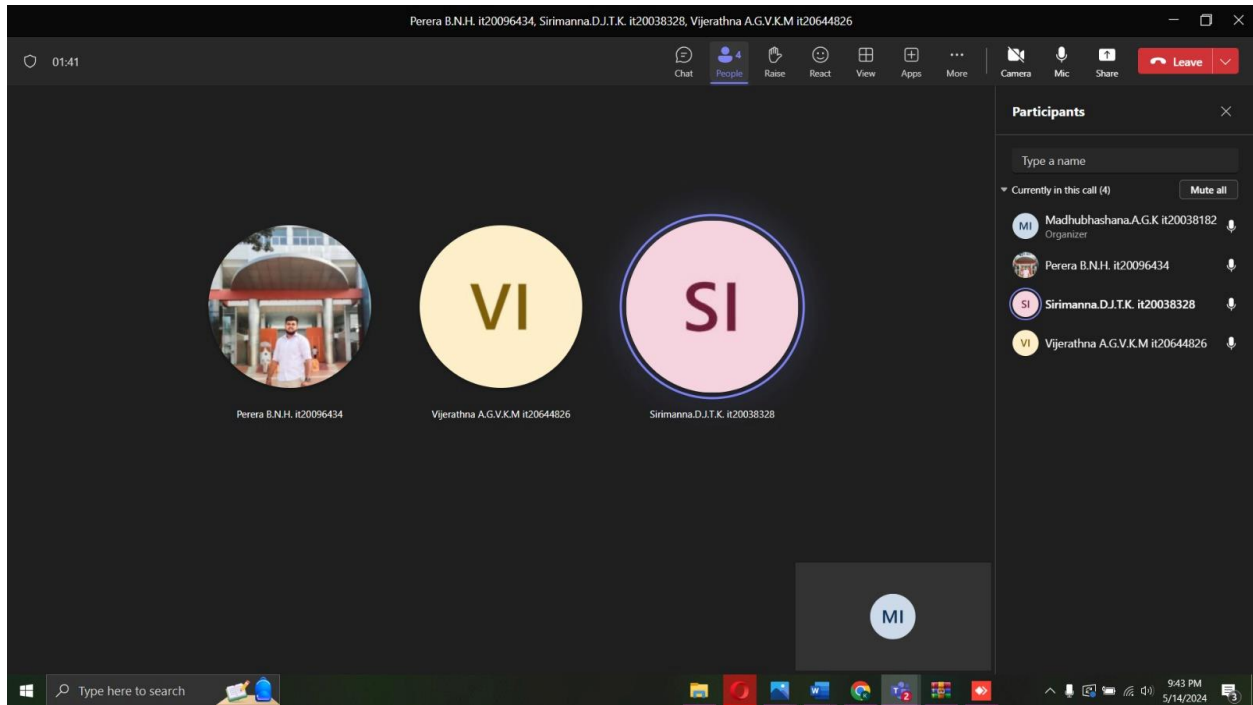 Perera B.N.H. it20096434, Sirimanna.D.J.T.K. it20038328, Vijerathna A.G.V.K.M it20644826
01:41
Chat
4
People
Raise
React
View
Apps
More
Camera
Mic
Share
Leave
Participants
Type a name
Currently in this call (4)
Mute all
MI
Madhubhashana.A.G.K it20038182
Organizer
Perera B.N.H. it20096434
SI
Sirimanna.D.J.T.K. it20038328
VI
Vijerathna A.G.V.K.M it20644826
VI
SI
Perera B.N.H. it20096434
Vijerathna A.G.V.K.M it20644826
Sirimanna.D.J.T.K. it20038328
MI
Type here to search
W
2
9:43 PM
5/14/2024
3